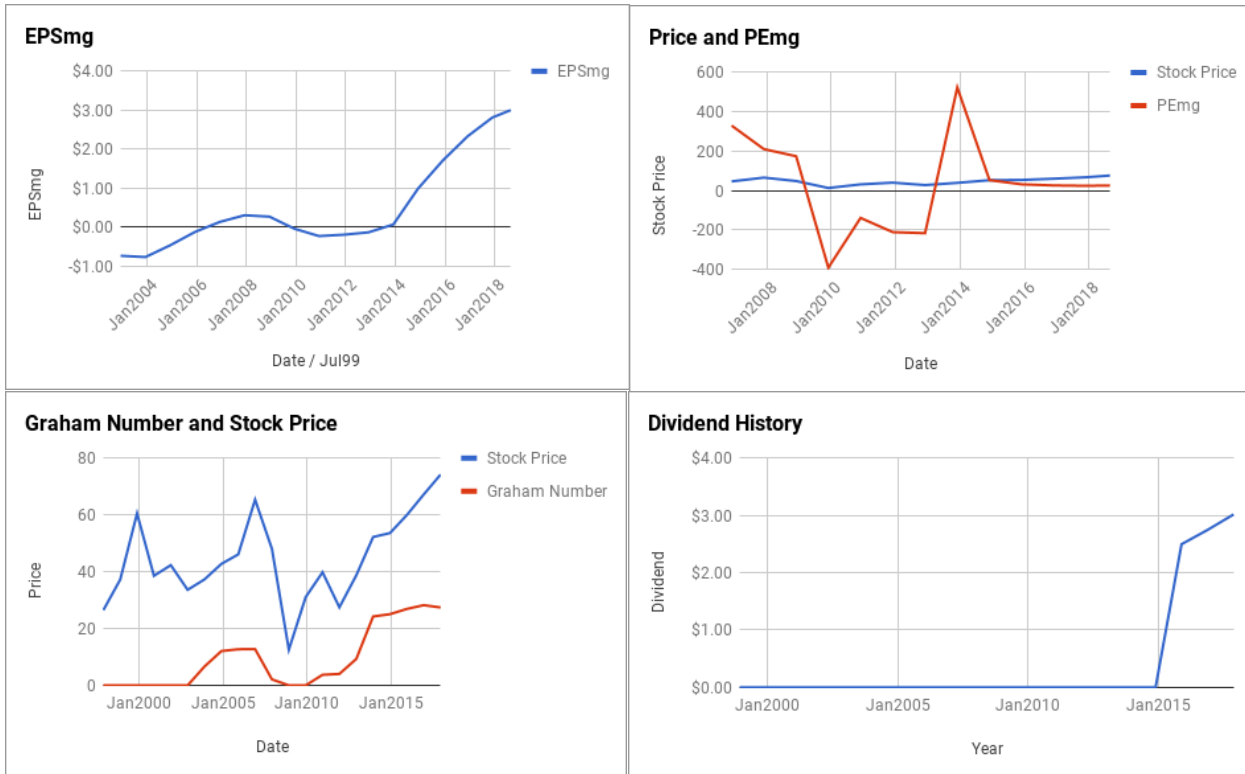 EPSmg
EPSmg
$4.00
$3.00
$2.00
$1.00
$0.00
-$1.00
EPSmg
Jan2004
Jan2006
Jan2008
Jan2010
Jan2012
Jan2014
Jan2016
Jan2018
Date / Jul99
Price and PEmg
Stock Price
PEmg
600
400
200
0
-200
-400
Stock Price
Jan2008
Jan2010
Jan2012
Jan2014
Jan2016
Jan2018
Date
Graham Number and Stock Price
Stock Price
Graham Number
80
60
40
20
0
Price
Jan2000
Jan2005
Jan2010
Jan2015
Date
Dividend History
$4.00
$3.00
$2.00
$1.00
$0.00
Dividend
Jan2000
Jan2005
Jan2010
Jan2015
Year